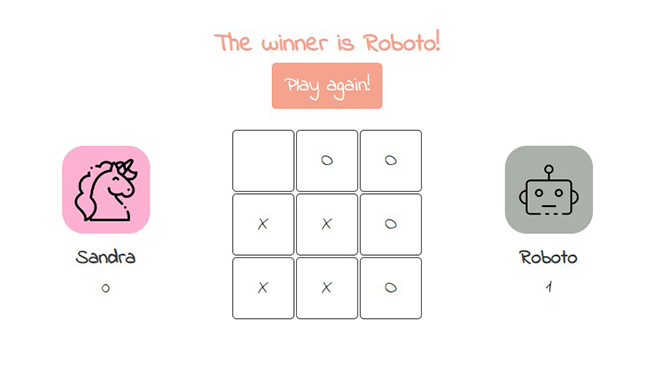 The winner is Roboto!
Play again!
o o
x x o
x x o
Sandra
0
Roboto
1